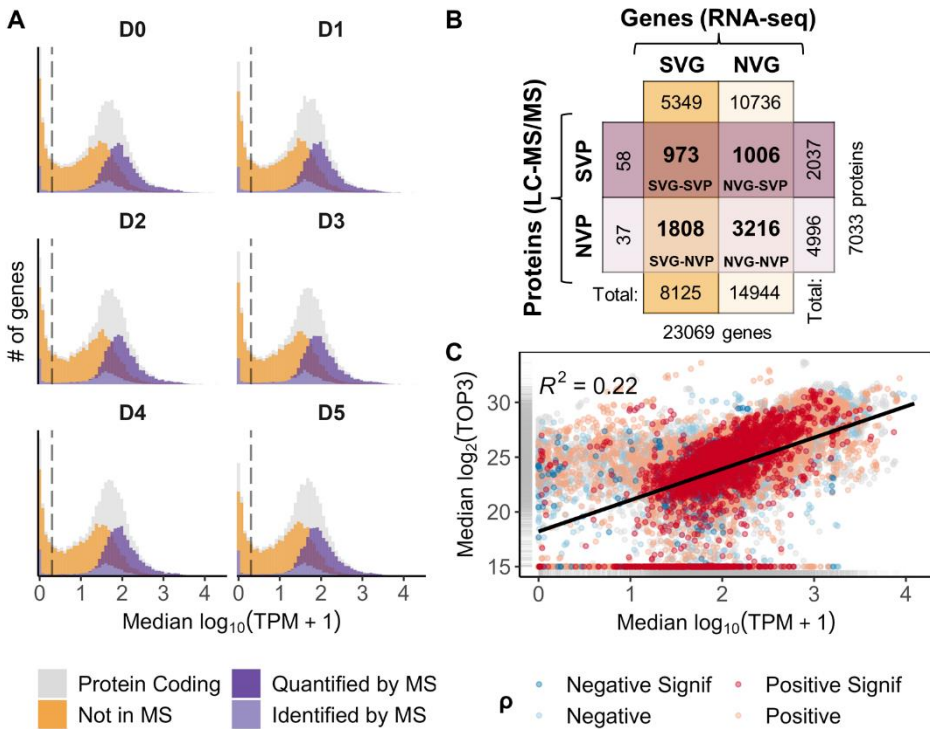 A
D0
D1
D2
D3
D4
D5
# of genes
0 1 2 3 4
0 1 2 3 4
Median log10(TPM + 1)
Protein Coding
Not in MS
Quantified by MS
Identified by MS
B
Genes (RNA-seq)
SVG NVG
5349 10736
Proteins (LC-MS/MS)
SVP
58
973
SVG-SVP
1006
NVG-SVP
2037
NVP
37
1808
SVG-NVP
3216
NVG-NVP
4996
7033 proteins
Total: 8125 14944 Total:
23069 genes
C
R² = 0.22
Median log2(TOP3)
30
25
20
15
0 1 2 3 4
Median log10(TPM + 1)
ρ
Negative Signif
Negative
Positive Signif
Positive